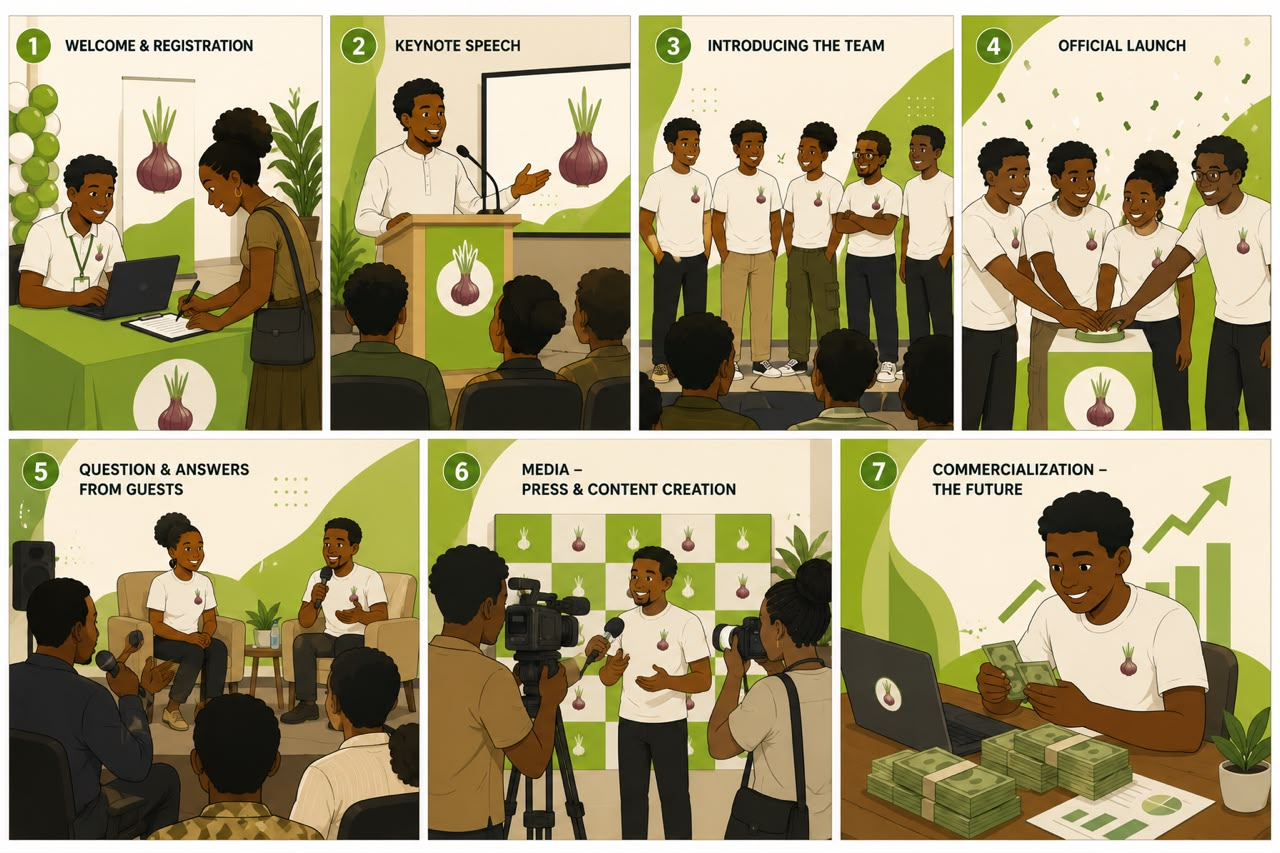 1
WELCOME & REGISTRATION
2
KEYNOTE SPEECH
3
INTRODUCING THE TEAM
4
OFFICIAL LAUNCH
5
QUESTION & ANSWERS
FROM GUESTS
6
MEDIA –
PRESS & CONTENT CREATION
7
COMMERCIALIZATION –
THE FUTURE